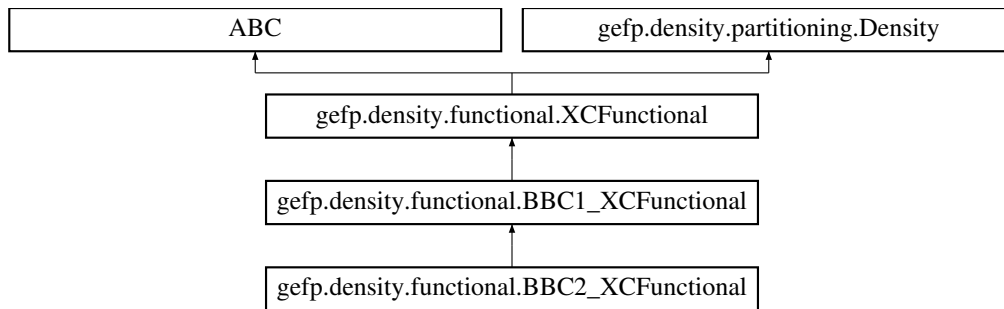 ABC
gefp.density.partitioning.Density
gefp.density.functional.XCFunctional
gefp.density.functional.BBC1_XCFunctional
gefp.density.functional.BBC2_XCFunctional